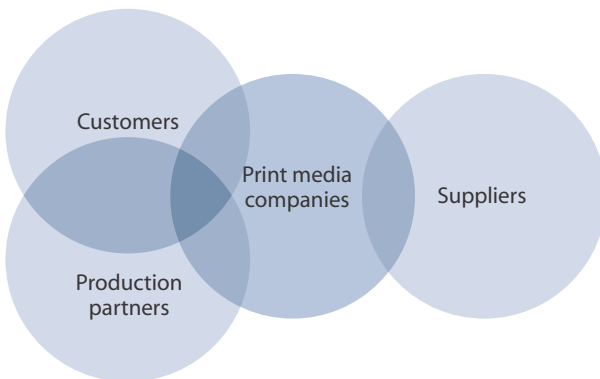 Customers
Print media
companies
Suppliers
Production
partners